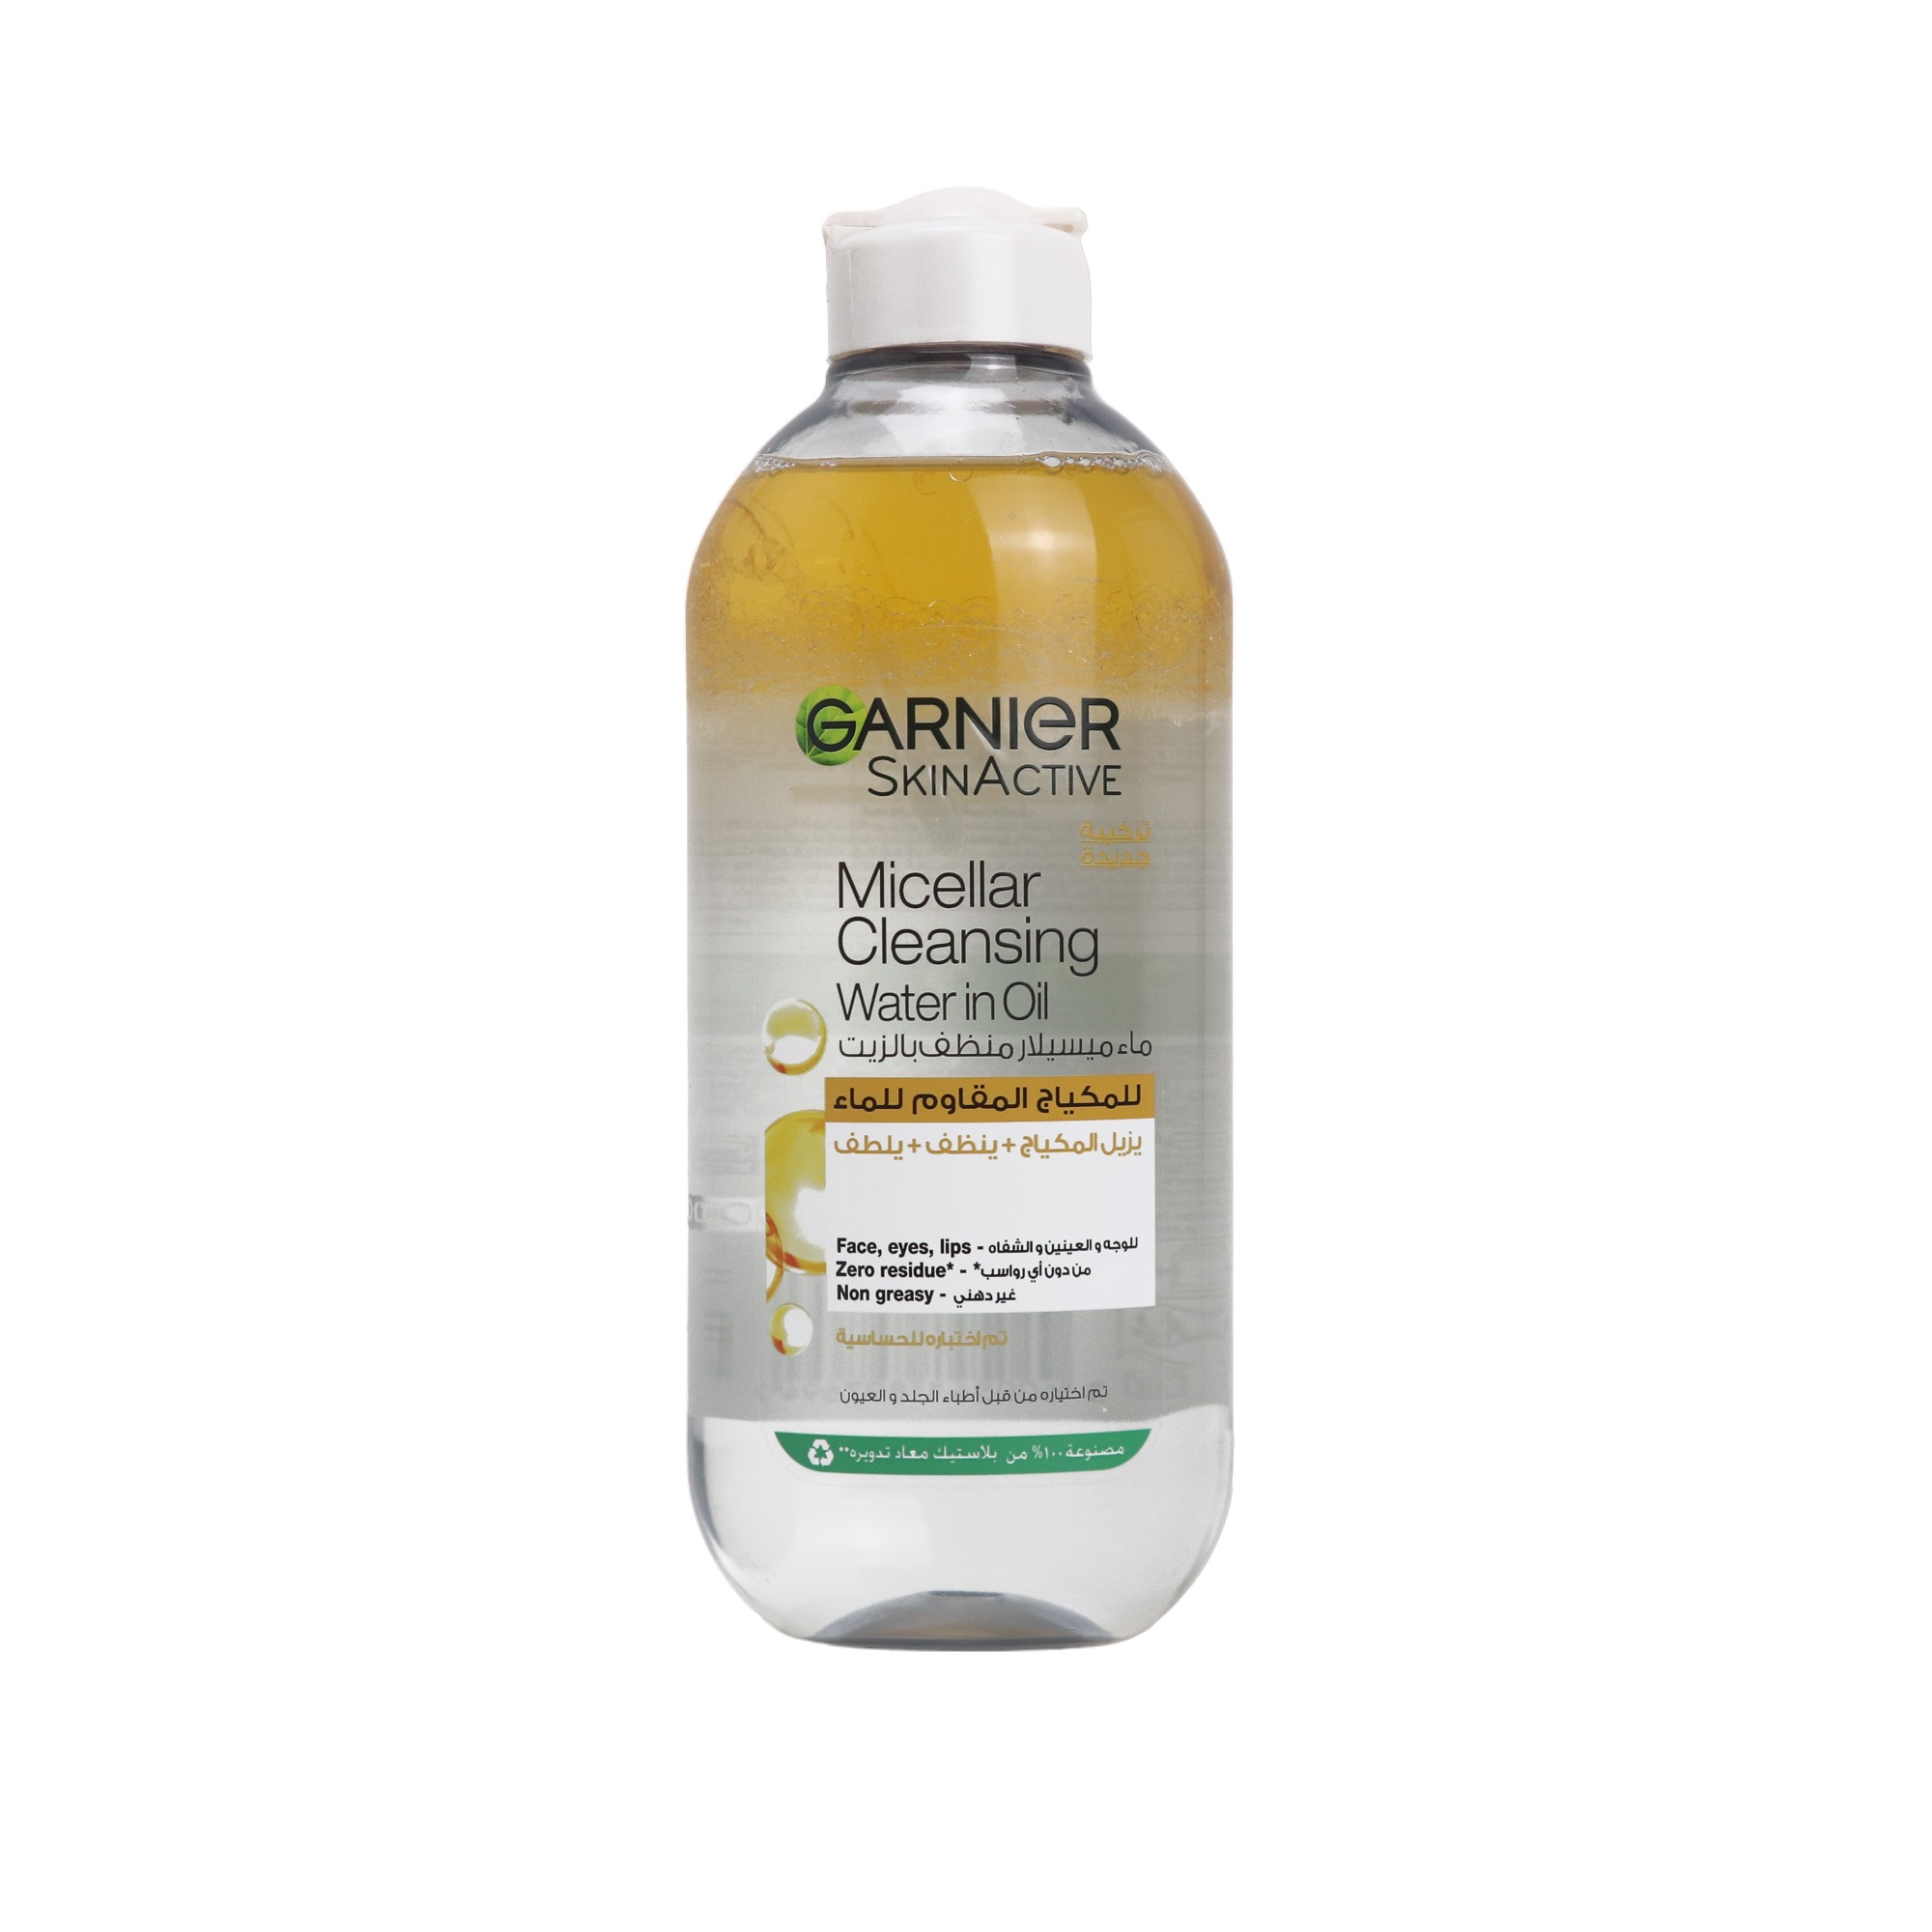 GARNIER
SKINACTIVE
تركيبة
جديدة
Micellar
Cleansing
Water in Oil
ماء ميسيلار منظف بالزيت
للمكياج المقاوم للماء
يزيل المكياج + ينظف + يلطف
Face, eyes, lips - للوجه و العينين و الشفاه
Zero residue* - من دون أي رواسب*
Non greasy - غير دهني
تم اختباره للحساسية
تم اختياره من قبل أطباء الجلد و العيون
مصنوعة ١٠٠% من بلاستيك معاد تدويره**